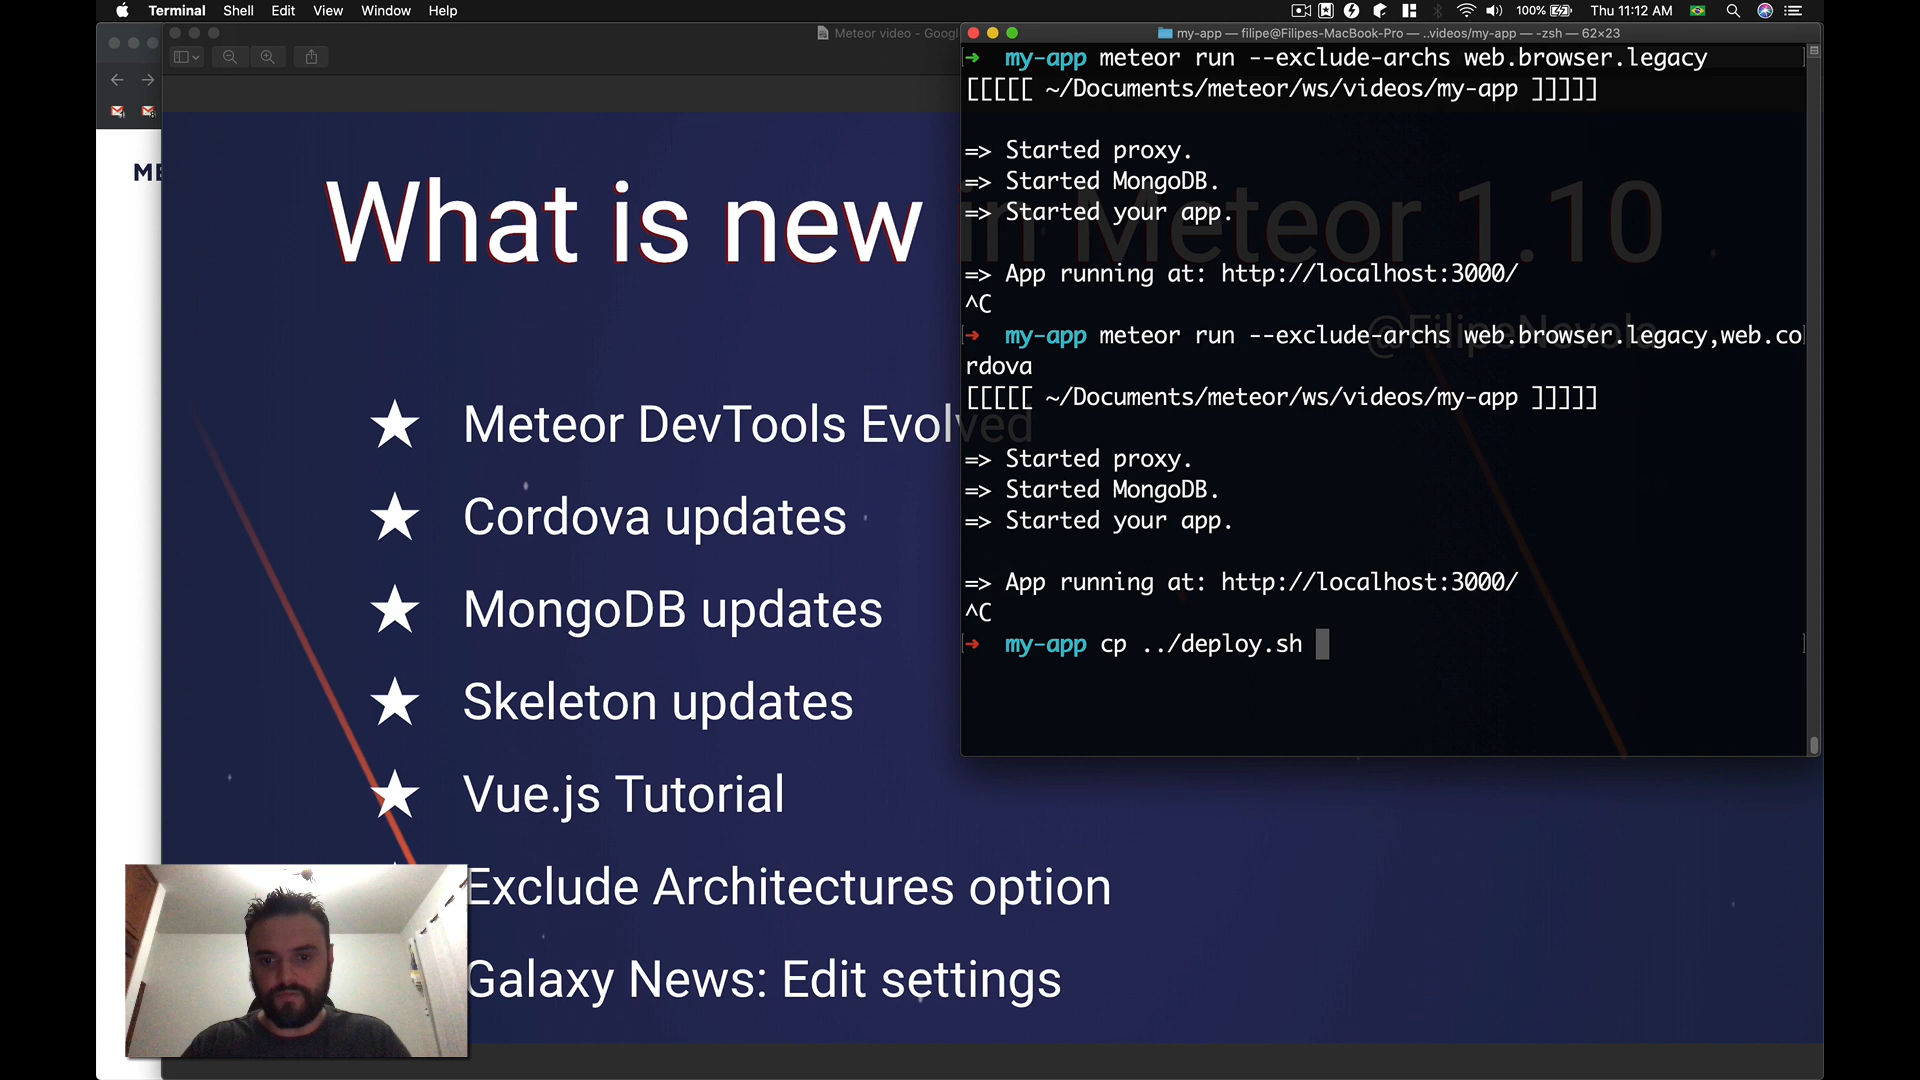 Terminal Shell Edit View Window Help
100%
Thu 11:12 AM
Meteor video - Googl
my-app — filipe@Filipes-MacBook-Pro — ..videos/my-app — -zsh — 62×23
ME
What is new in Meteor 1.10
@FilipeNevola
★ Meteor DevTools Evolved
★ Cordova updates
★ MongoDB updates
★ Skeleton updates
★ Vue.js Tutorial
Exclude Architectures option
Galaxy News: Edit settings
➜ my-app meteor run --exclude-archs web.browser.legacy
[[[[[ ~/Documents/meteor/ws/videos/my-app ]]]]]
=> Started proxy.
=> Started MongoDB.
=> Started your app.
=> App running at: http://localhost:3000/
^C
➜ my-app meteor run --exclude-archs web.browser.legacy,web.co
rdova
[[[[[ ~/Documents/meteor/ws/videos/my-app ]]]]]
=> Started proxy.
=> Started MongoDB.
=> Started your app.
=> App running at: http://localhost:3000/
^C
➜ my-app cp ../deploy.sh